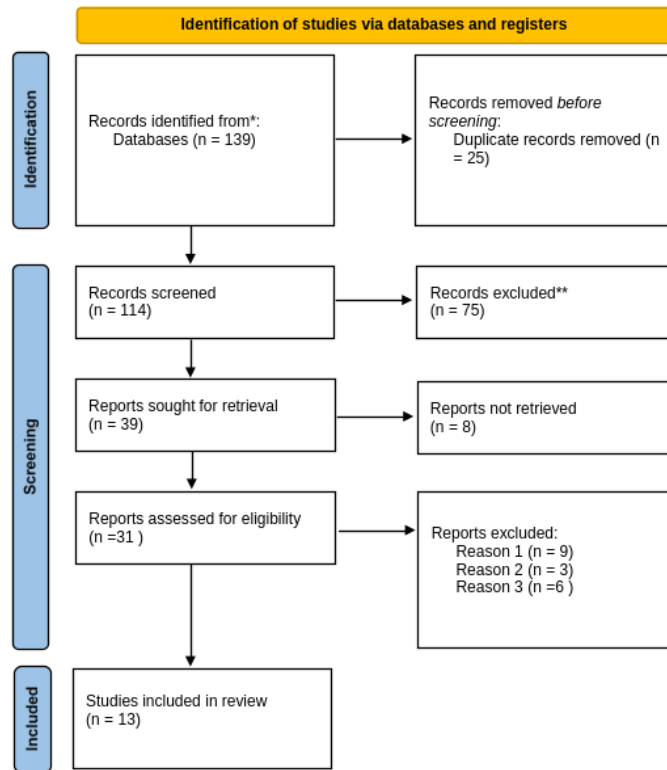 Identification of studies via databases and registers
Identification
Records identified from*:
Databases (n = 139)
Records removed before
screening:
Duplicate records removed (n
= 25)
Screening
Records screened
(n = 114)
Records excluded**
(n = 75)
Reports sought for retrieval
(n = 39)
Reports not retrieved
(n = 8)
Reports assessed for eligibility
(n =31 )
Reports excluded:
Reason 1 (n = 9)
Reason 2 (n = 3)
Reason 3 (n =6 )
Included
Studies included in review
(n = 13)